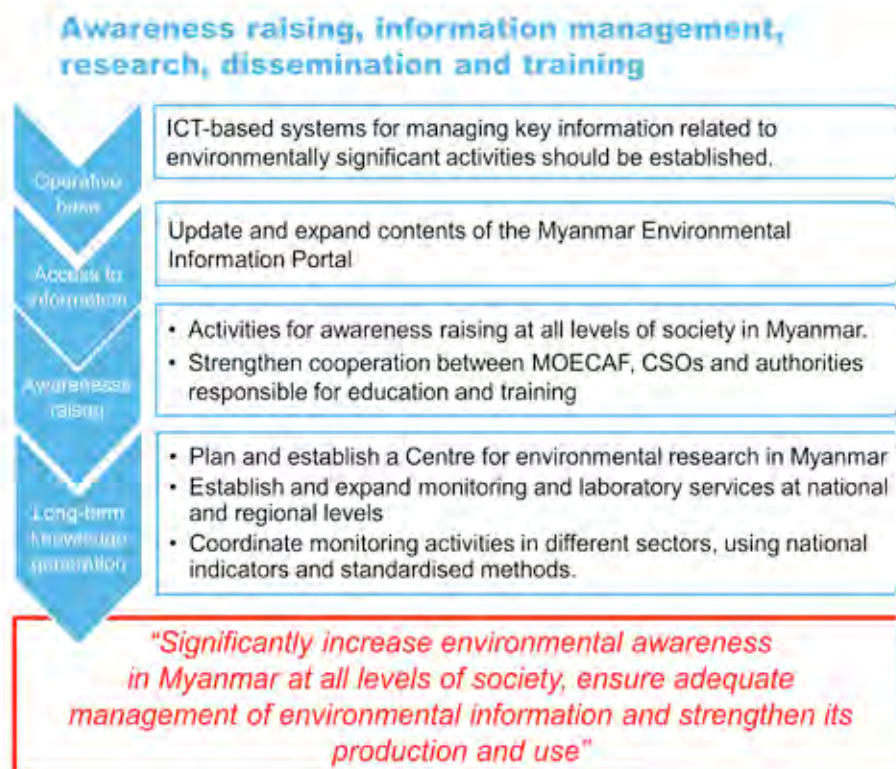 Awareness raising, information management,
research, dissemination and training
Operative
base
ICT-based systems for managing key information related to
environmentally significant activities should be established.
Access to
information
Update and expand contents of the Myanmar Environmental
Information Portal
Awareness
raising
• Activities for awareness raising at all levels of society in Myanmar.
• Strengthen cooperation between MOECAF, CSOs and authorities
responsible for education and training
Long-term
knowledge
generation
• Plan and establish a Centre for environmental research in Myanmar
• Establish and expand monitoring and laboratory services at national
and regional levels
• Coordinate monitoring activities in different sectors, using national
indicators and standardised methods.
“Significantly increase environmental awareness
in Myanmar at all levels of society, ensure adequate
management of environmental information and strengthen its
production and use”